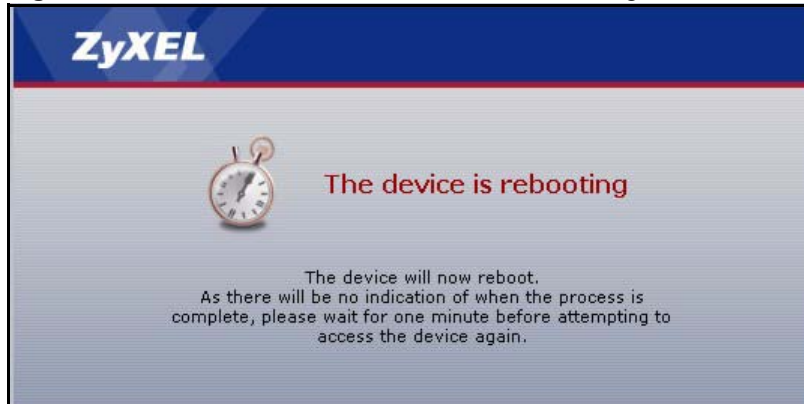 ZyXEL
The device is rebooting
The device will now reboot.
As there will be no indication of when the process is
complete, please wait for one minute before attempting to
access the device again.